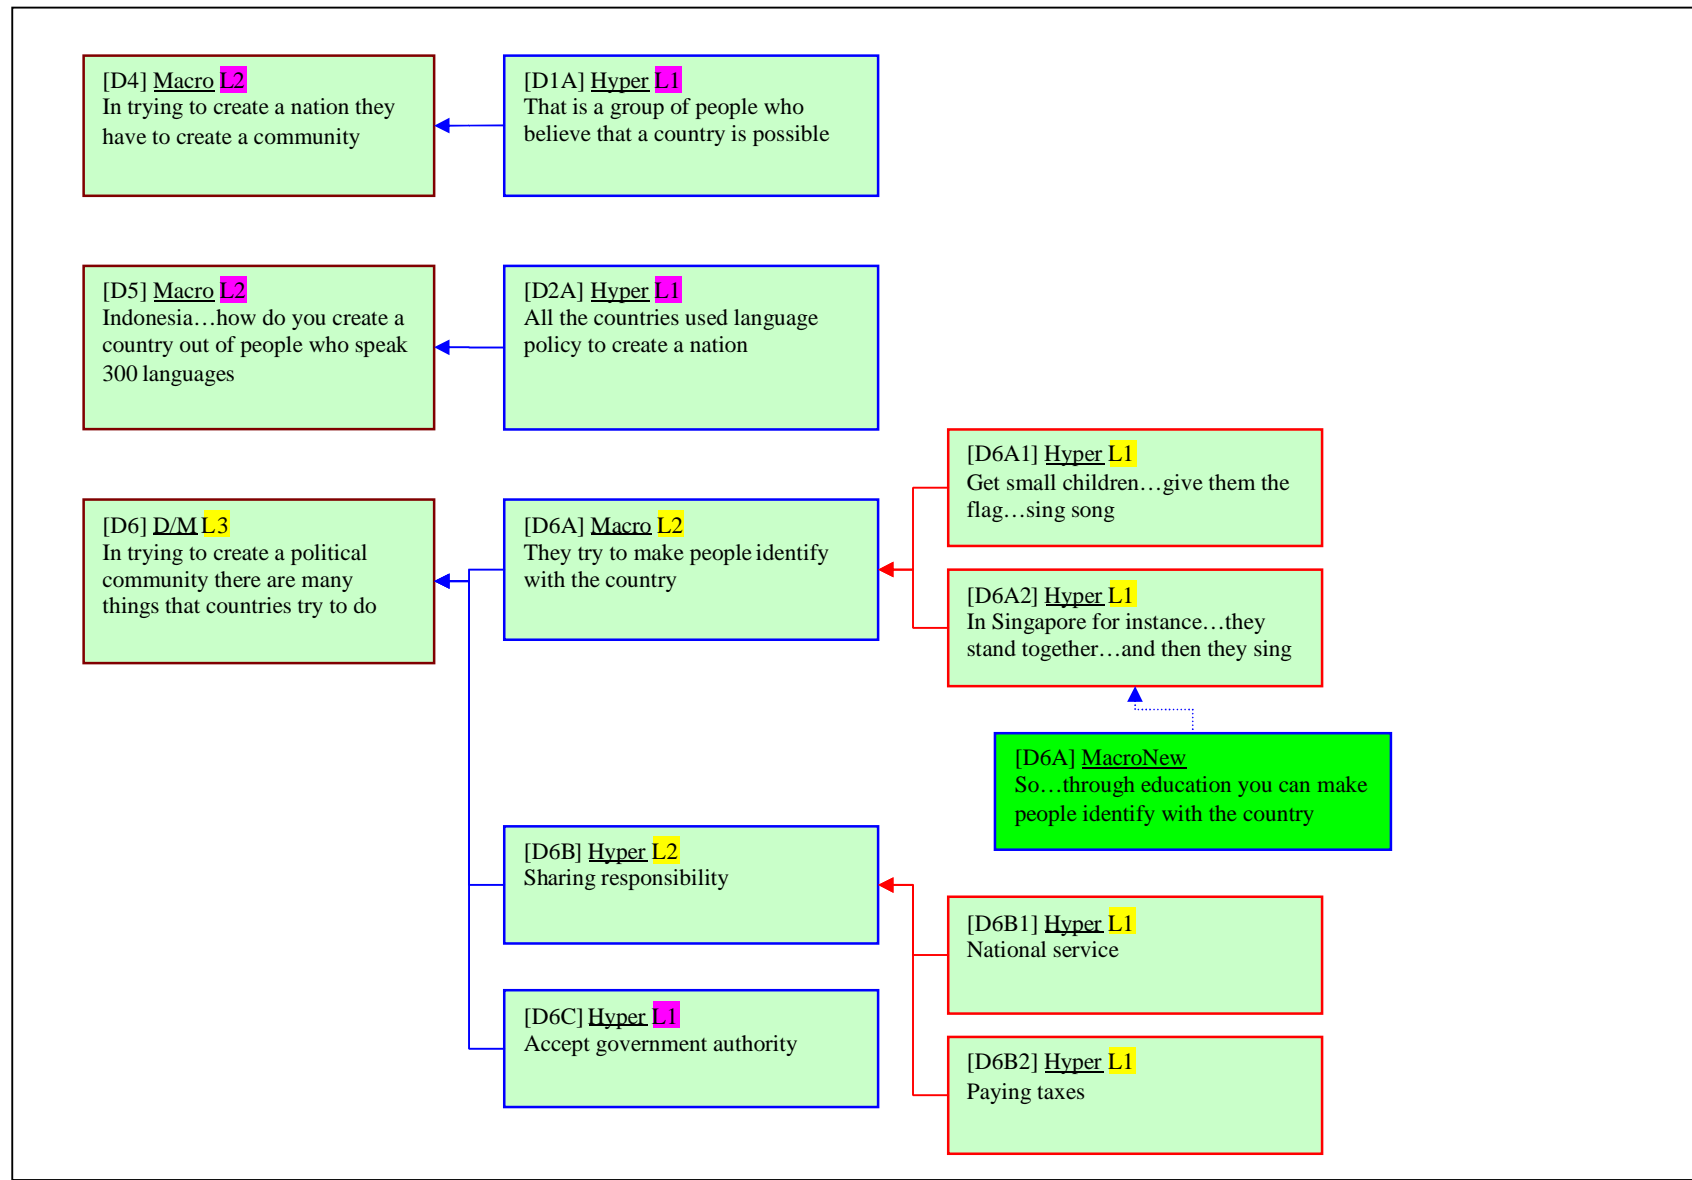 [D4] Macro L2
In trying to create a nation they
have to create a community
[D1A] Hyper L1
That is a group of people who
believe that a country is possible
[D5] Macro L2
Indonesia…how do you create a
country out of people who speak
300 languages
[D2A] Hyper L1
All the countries used language
policy to create a nation
[D6] D/M L3
In trying to create a political
community there are many
things that countries try to do
[D6A] Macro L2
They try to make people identify
with the country
[D6A1] Hyper L1
Get small children…give them the
flag…sing song
[D6A2] Hyper L1
In Singapore for instance…they
stand together…and then they sing
[D6A] MacroNew
So…through education you can make
people identify with the country
[D6B] Hyper L2
Sharing responsibility
[D6B1] Hyper L1
National service
[D6C] Hyper L1
Accept government authority
[D6B2] Hyper L1
Paying taxes